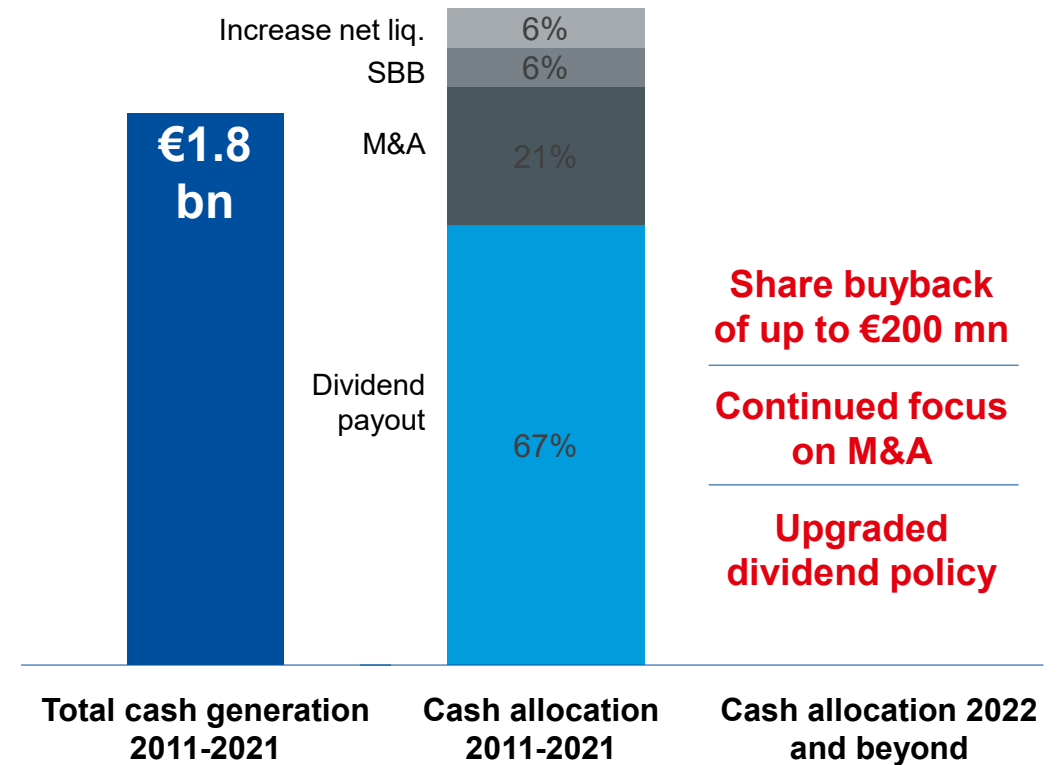 Increase net liq.
6%
SBB
6%
M&A
21%
Dividend
payout
67%
€1.8
bn
Share buyback
of up to €200 mn
Continued focus
on M&A
Upgraded
dividend policy
Total cash generation
2011-2021
Cash allocation
2011-2021
Cash allocation 2022
and beyond